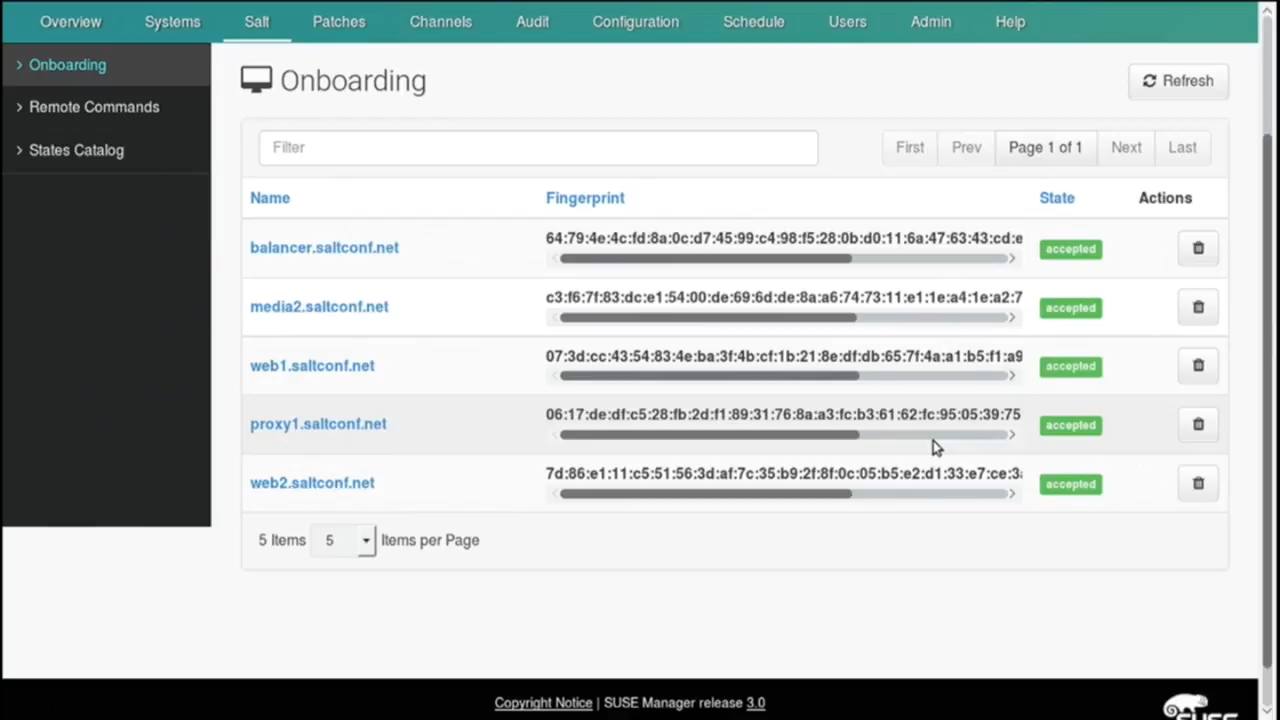 Overview Systems Salt Patches Channels Audit Configuration Schedule Users Admin Help
Onboarding
Remote Commands
States Catalog
Onboarding
Refresh
Filter
First Prev Page 1 of 1 Next Last
Name Fingerprint State Actions
balancer.saltconf.net 64:79:4e:4c:fd:8a:0c:d7:45:99:c4:98:f5:28:0b:d0:11:6a:47:63:43:cd:e accepted
media2.saltconf.net c3:f6:7f:83:dc:e1:54:00:de:69:6d:de:8a:a6:74:73:11:e1:1e:a4:1e:a2:7 accepted
web1.saltconf.net 07:3d:cc:43:54:83:4e:ba:3f:4b:cf:1b:21:8e:df:db:65:7f:4a:a1:b5:f1:a9 accepted
proxy1.saltconf.net 06:17:de:df:c5:28:fb:2d:f1:89:31:76:8a:a3:fc:b3:61:62:fc:95:05:39:75 accepted
web2.saltconf.net 7d:86:e1:11:c5:51:56:3d:af:7c:35:b9:2f:8f:0c:05:b5:e2:d1:33:e7:ce:3 accepted
5 Items 5 Items per Page
Copyright Notice | SUSE Manager release 3.0
SUSE